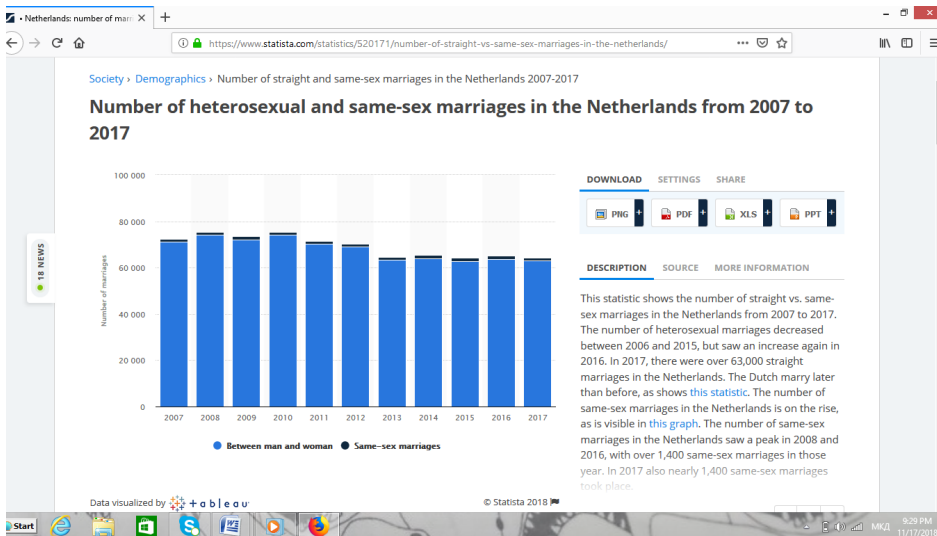 • Netherlands: number of marr
https://www.statista.com/statistics/520171/number-of-straight-vs-same-sex-marriages-in-the-netherlands/
Society › Demographics › Number of straight and same-sex marriages in the Netherlands 2007-2017
Number of heterosexual and same-sex marriages in the Netherlands from 2007 to
2017
100 000
80 000
60 000
40 000
20 000
0
Number of marriages
2007 2008 2009 2010 2011 2012 2013 2014 2015 2016 2017
Between man and woman Same-sex marriages
Data visualized by +ableau
© Statista 2018
18 NEWS
DOWNLOAD SETTINGS SHARE
PNG + PDF + XLS + PPT +
DESCRIPTION SOURCE MORE INFORMATION
This statistic shows the number of straight vs. same-
sex marriages in the Netherlands from 2007 to 2017.
The number of heterosexual marriages decreased
between 2006 and 2015, but saw an increase again in
2016. In 2017, there were over 63,000 straight
marriages in the Netherlands. The Dutch marry later
than before, as shows this statistic. The number of
same-sex marriages in the Netherlands is on the rise,
as is visible in this graph. The number of same-sex
marriages in the Netherlands saw a peak in 2008 and
2016, with over 1,400 same-sex marriages in those
year. In 2017 also nearly 1,400 same-sex marriages
took place.
Start
МКД
9:29 PM
11/17/2018